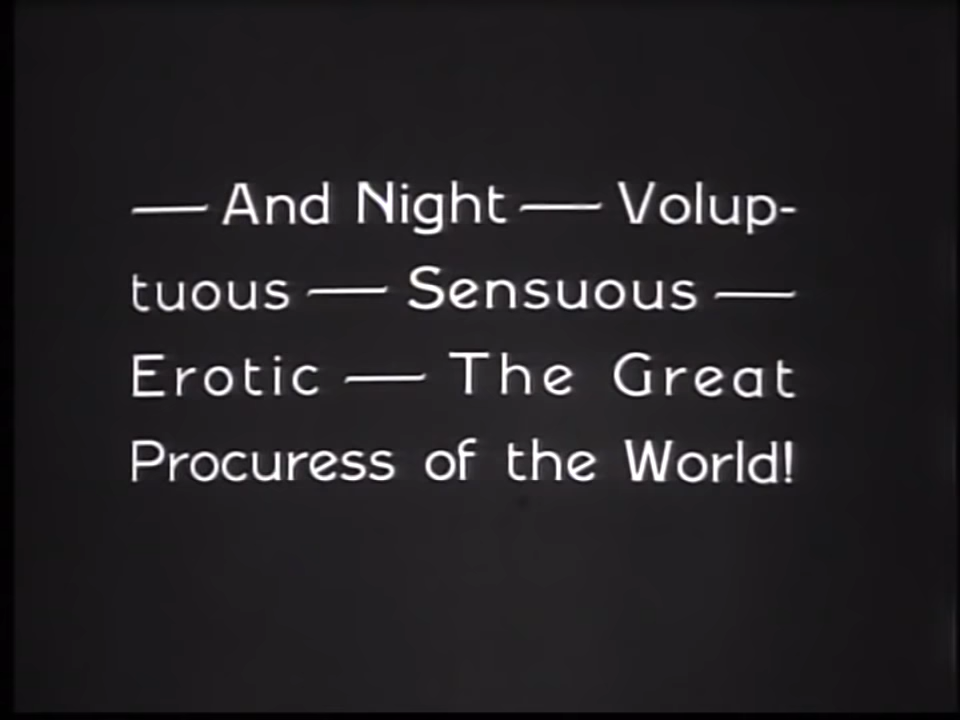 — And Night — Volup-
tuous — Sensuous —
Erotic — The Great
Procuress of the World!